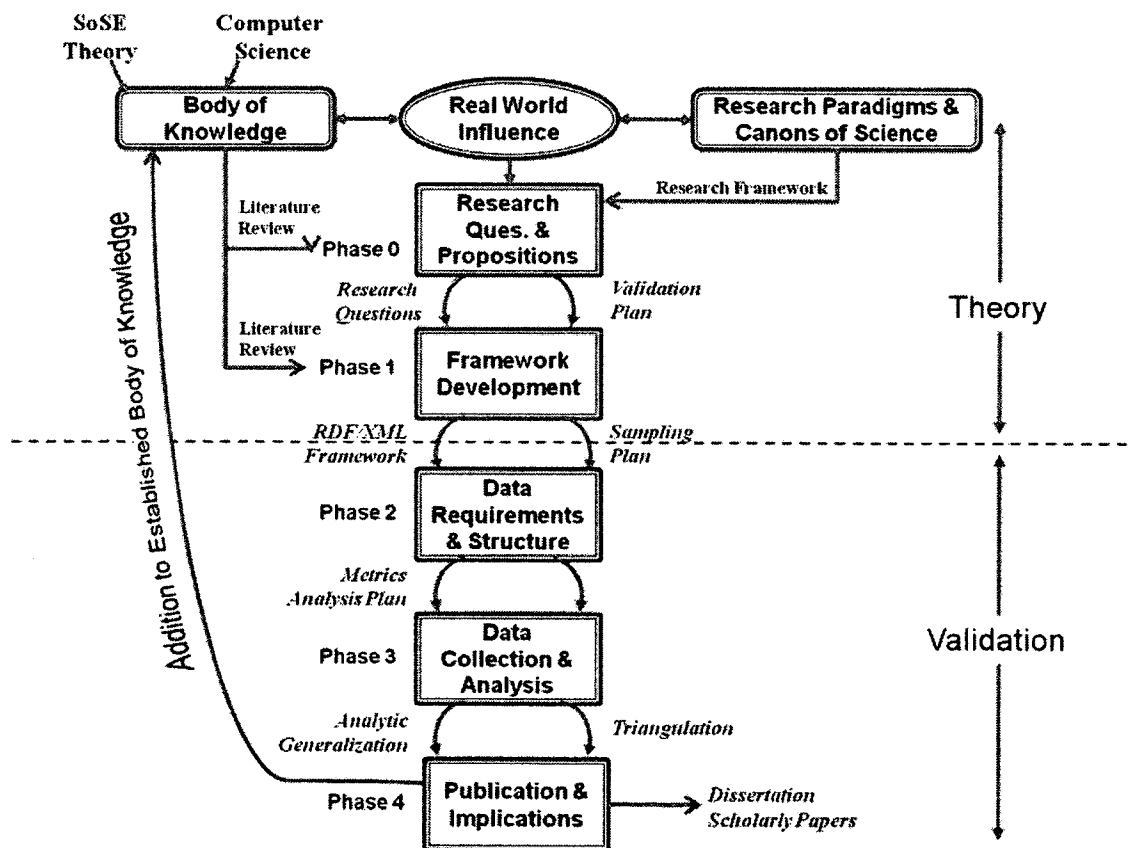 SoSE
Theory
Computer
Science
Body of
Knowledge
Real World
Influence
Research Paradigms &
Canons of Science
Research Framework
Literature
Review
Phase 0
Research
Ques. &
Propositions
Research
Questions
Validation
Plan
Theory
Literature
Review
Phase 1
Framework
Development
Addition to Established Body of Knowledge
RDF/XML
Framework
Sampling
Plan
Phase 2
Data
Requirements
& Structure
Metrics
Analysis Plan
Validation
Phase 3
Data
Collection &
Analysis
Analytic
Generalization
Triangulation
Phase 4
Publication &
Implications
Dissertation
Scholarly Papers